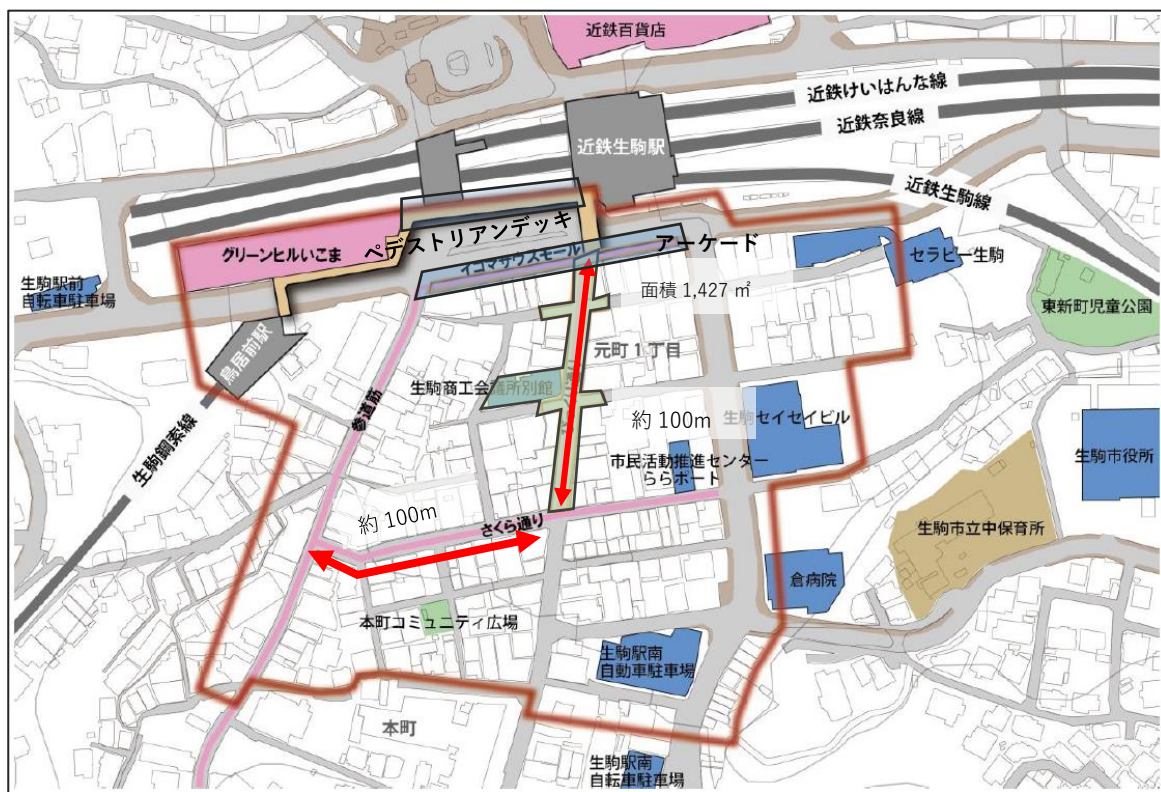 近鉄百貨店
近鉄けいはんな線
近鉄奈良線
近鉄生駒駅
近鉄生駒線
ペデストリアンデッキ
アーケード
グリーンヒルいこま
イコマサウスモール
セラビー生駒
生駒駅前
自転車駐車場
面積 1,427 ㎡
東新町児童公園
鳥居前駅
元町1丁目
生駒商工会議所別館
参道筋
約 100m
生駒セイセイビル
生駒鋼索線
市民活動推進センター
ららポート
生駒市役所
約 100m
さくら通り
生駒市立中保育所
倉病院
本町コミュニティ広場
生駒駅南
自動車駐車場
本町
生駒駅南
自転車駐車場